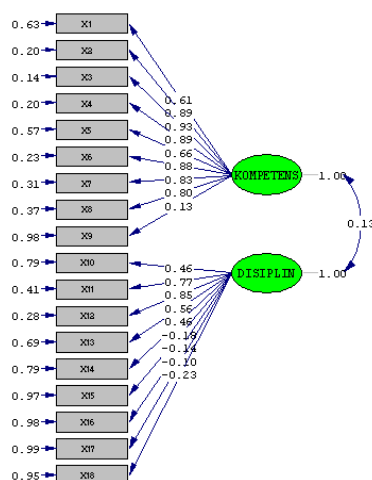 0.63 X1
0.20 X2
0.14 X3
0.20 X4
0.57 X5
0.23 X6
0.31 X7
0.37 X8
0.98 X9
0.79 X10
0.41 X11
0.28 X12
0.69 X13
0.79 X14
0.97 X15
0.98 X16
0.99 X17
0.95 X18
0.61
0.89
0.93
0.89
0.66
0.88
0.83
0.80
0.13
KOMPETENS 1.00
0.13
0.46
0.77
0.85
0.56
0.46
-0.18
-0.14
-0.10
-0.23
DISIPLIN 1.00